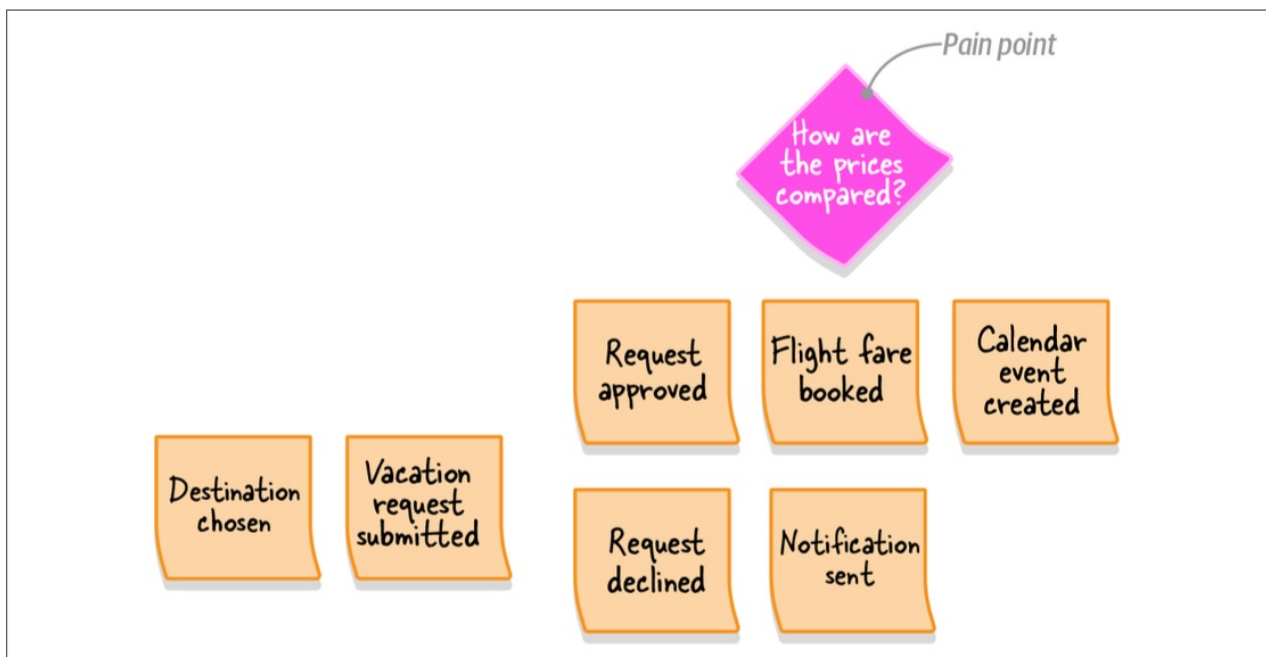 Pain point
How are
the prices
compared?
Request
approved
Flight fare
booked
Calendar
event
created
Destination
chosen
Vacation
request
submitted
Request
declined
Notification
sent